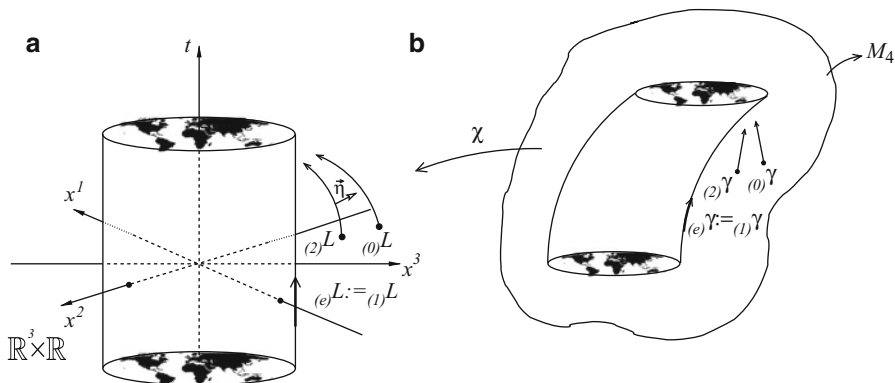 a
t
x¹
η⃗
₍₂₎L ₍₀₎L
x³
₍ₑ₎L:=₍₁₎L
x²
ℝ³×ℝ
b
M₄
χ
₍₂₎γ ₍₀₎γ
₍ₑ₎γ:=₍₁₎γ